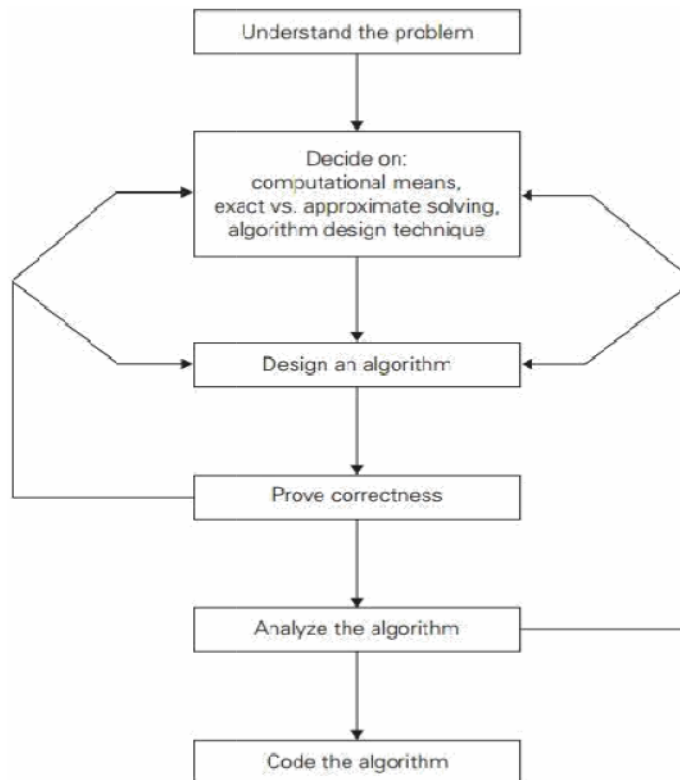 Understand the problem
Decide on:
computational means,
exact vs. approximate solving,
algorithm design technique
Design an algorithm
Prove correctness
Analyze the algorithm
Code the algorithm